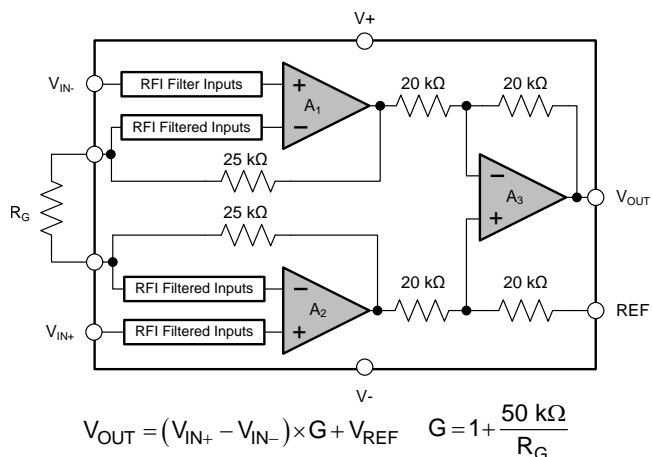 V+
V_IN-
RFI Filter Inputs
A_1
20 kΩ
20 kΩ
RFI Filtered Inputs
25 kΩ
R_G
A_3
V_OUT
25 kΩ
RFI Filtered Inputs
A_2
20 kΩ
20 kΩ
REF
V_IN+
RFI Filtered Inputs
V-
V_OUT = (V_IN+ − V_IN−) × G + V_REF G = 1 + 50 kΩ / R_G
+
−
−
+
−
+